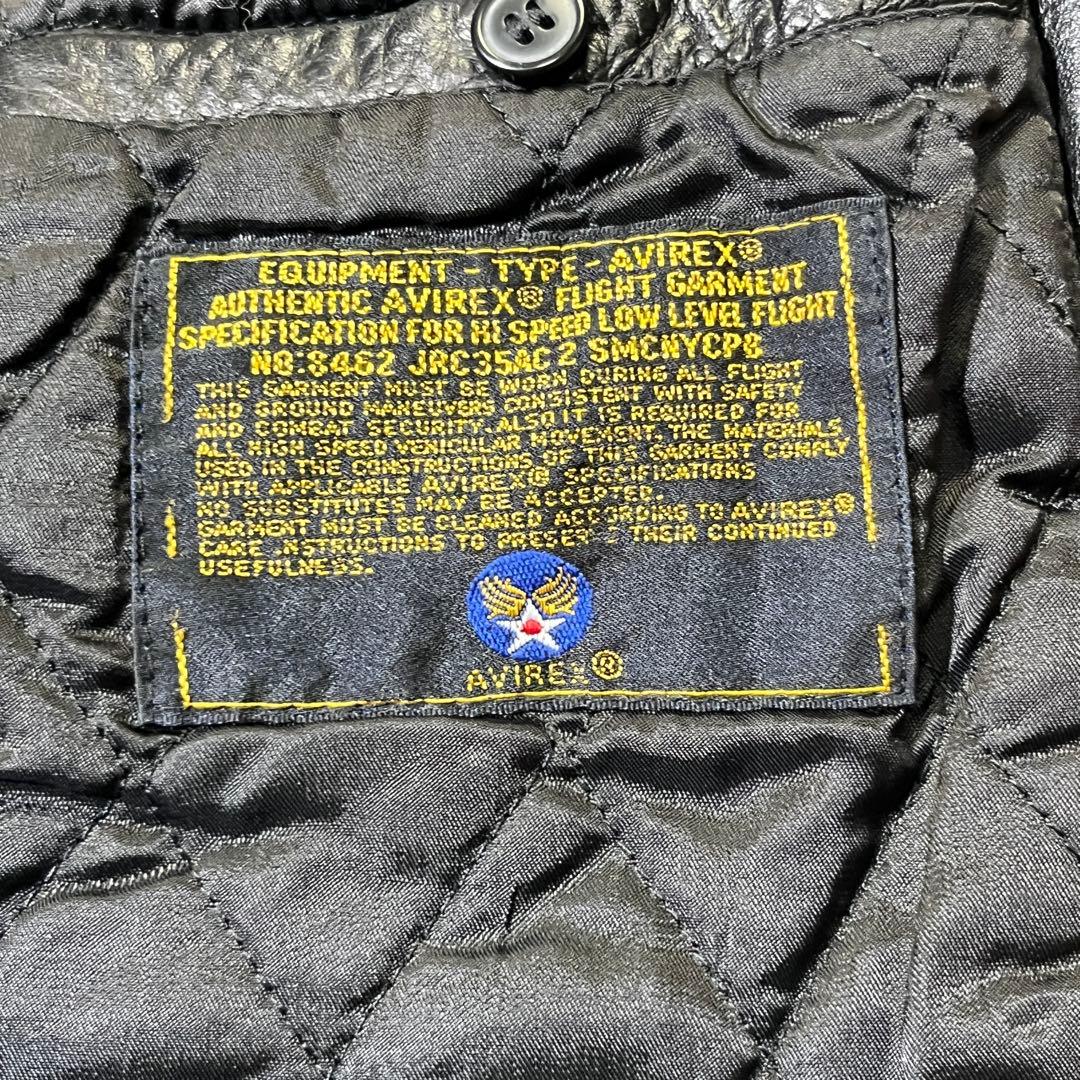 EQUIPMENT - TYPE - AVIREX®
AUTHENTIC AVIREX® FLIGHT GARMENT
SPECIFICATION FOR HI SPEED LOW LEVEL FLIGHT
NO:8462 JRC35AC2 SMCNYCP8
THIS GARMENT MUST BE WORN DURING ALL FLIGHT
AND GROUND MANEUVERS CONSISTENT WITH SAFETY
AND COMBAT SECURITY. ALSO IT IS REQUIRED FOR
ALL HIGH SPEED VEHICULAR MOVEMENT. THE MATERIALS
USED IN THE CONSTRUCTIONS OF THIS GARMENT COMPLY
WITH APPLICABLE AVIREX® SPECIFICATIONS
NO SUBSTITUTES MAY BE ACCEPTED.
GARMENT MUST BE CLEANED ACCORDING TO AVIREX®
CARE INSTRUCTIONS TO THEIR CONTINUED
USEFULNESS.
AVIREX®